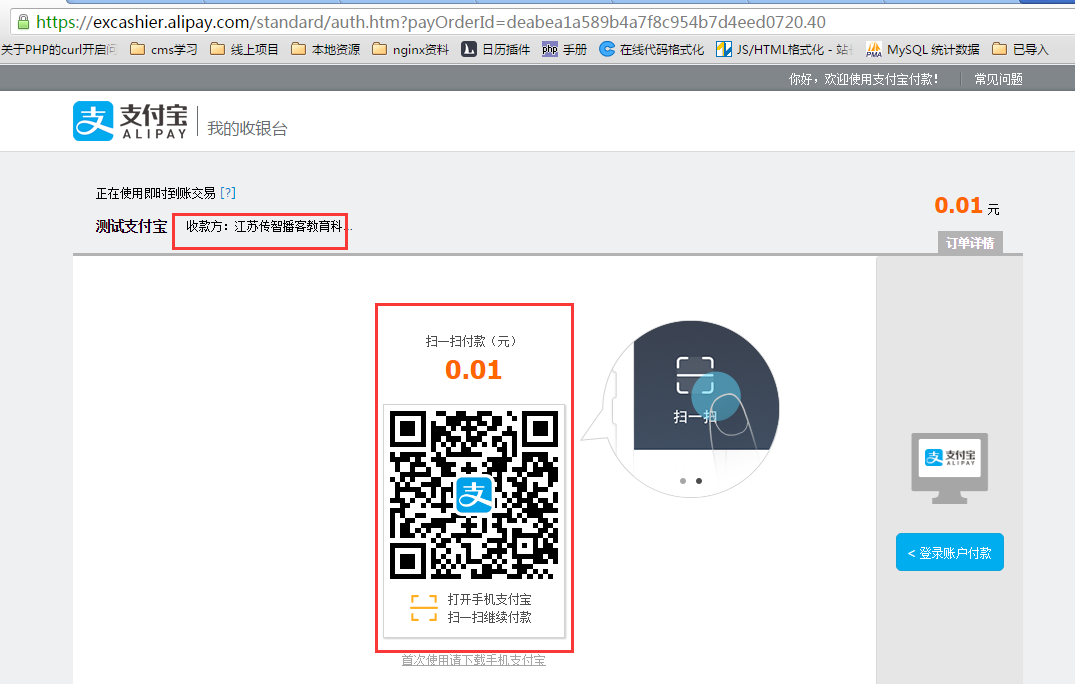 https://excashier.alipay.com/standard/auth.htm?payOrderId=deabea1a589b4a7f8c954b7d4eed0720.40
关于PHP的curl开启问 cms学习 线上项目 本地资源 nginx资料 日历插件 php 手册 在线代码格式化 JS/HTML格式化 - 站 PMA MySQL 统计数据 已导入
你好，欢迎使用支付宝付款！ 常见问题
支 支付宝 ALIPAY 我的收银台
正在使用即时到账交易 [?]
测试支付宝 收款方：江苏传智播客教育科...
0.01 元
订单详情
扫一扫付款（元）
0.01
支
打开手机支付宝
扫一扫继续付款
首次使用请下载手机支付宝
扫一扫
支 支付宝 ALIPAY
< 登录账户付款